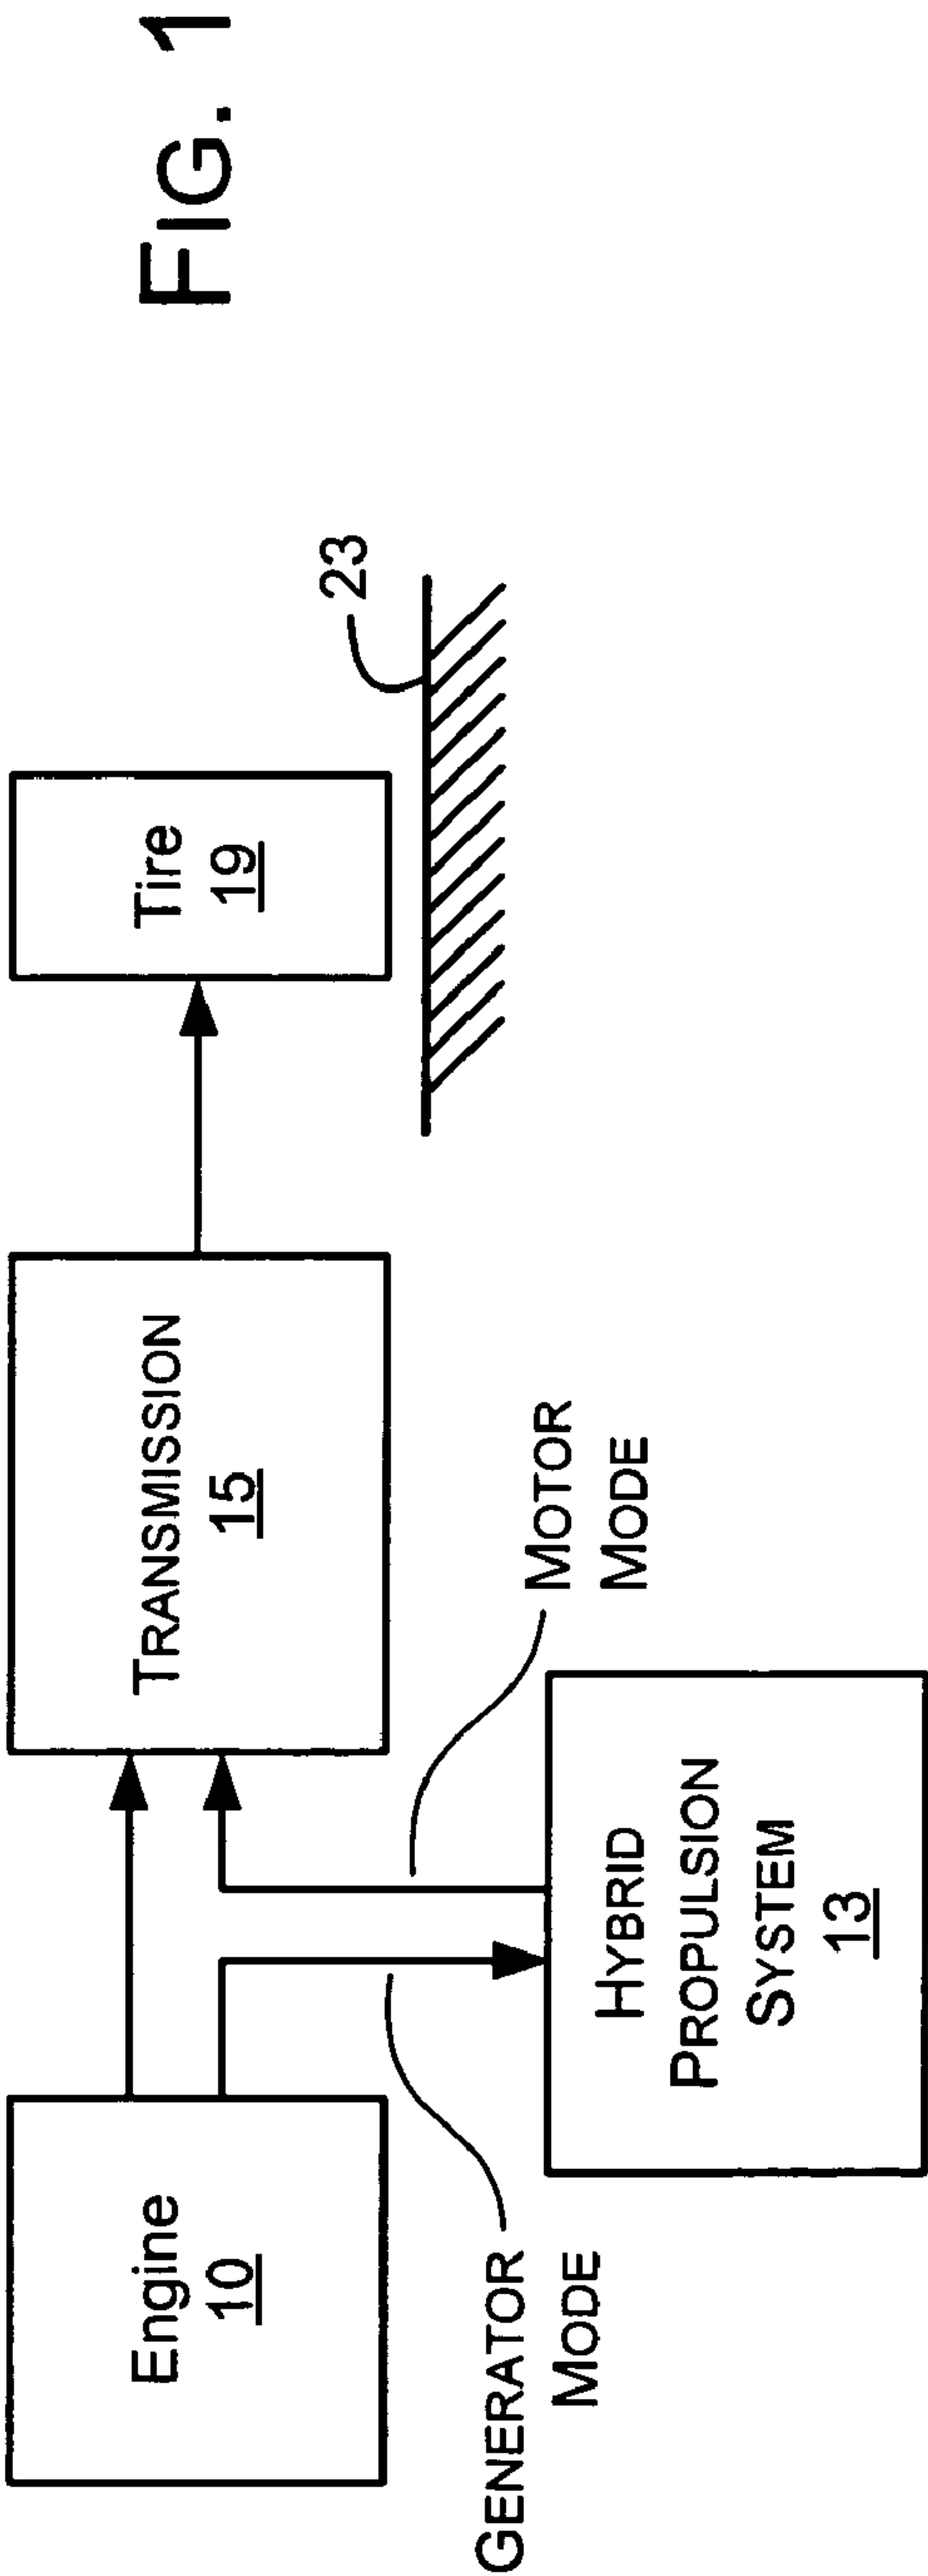 Engine
10
TRANSMISSION
15
Tire
19
23
GENERATOR
MODE
MOTOR
MODE
HYBRID
PROPULSION
SYSTEM
13
FIG. 1